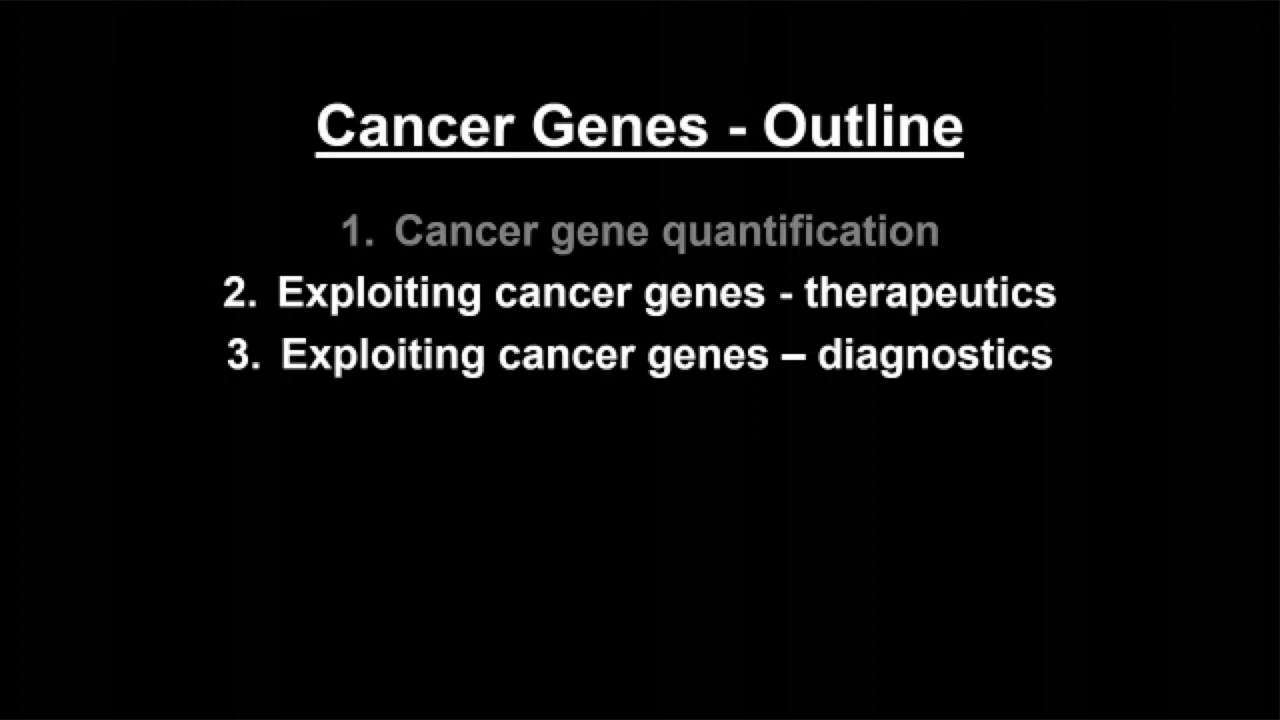 Cancer Genes - Outline
1. Cancer gene quantification
2. Exploiting cancer genes - therapeutics
3. Exploiting cancer genes – diagnostics